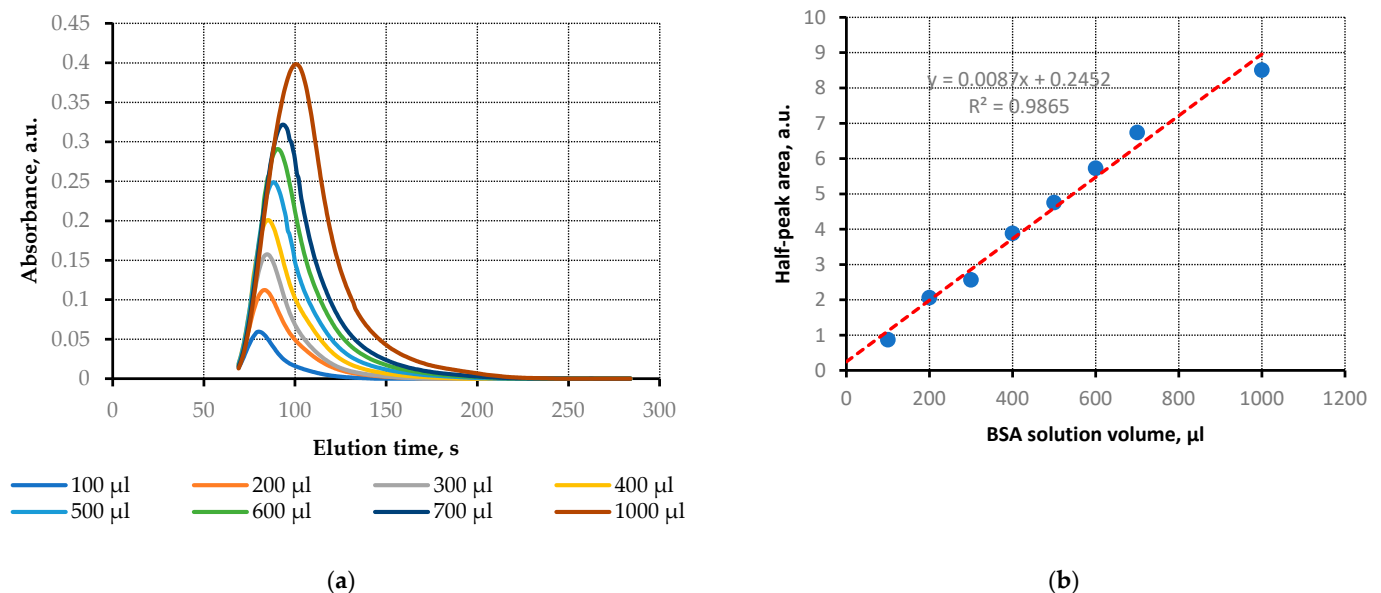 0.45
0.4
0.35
0.3
0.25
0.2
0.15
0.1
0.05
0
Absorbance, a.u.
0 50 100 150 200 250 300
Elution time, s
100 µl 200 µl 300 µl 400 µl
500 µl 600 µl 700 µl 1000 µl
(a)
10
9
8
7
6
5
4
3
2
1
0
Half-peak area, a.u.
y = 0.0087x + 0.2452
R² = 0.9865
0 200 400 600 800 1000 1200
BSA solution volume, µl
(b)